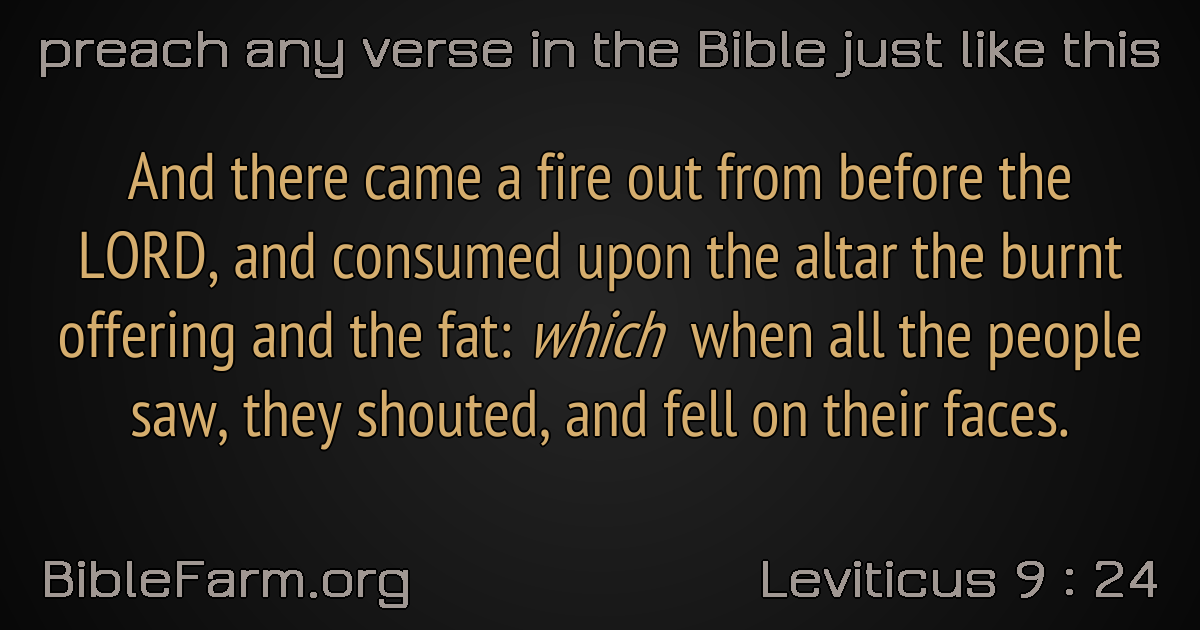 preach any verse in the Bible just like this
And there came a fire out from before the
LORD, and consumed upon the altar the burnt
offering and the fat: which when all the people
saw, they shouted, and fell on their faces.
BibleFarm.org
Leviticus 9 : 24